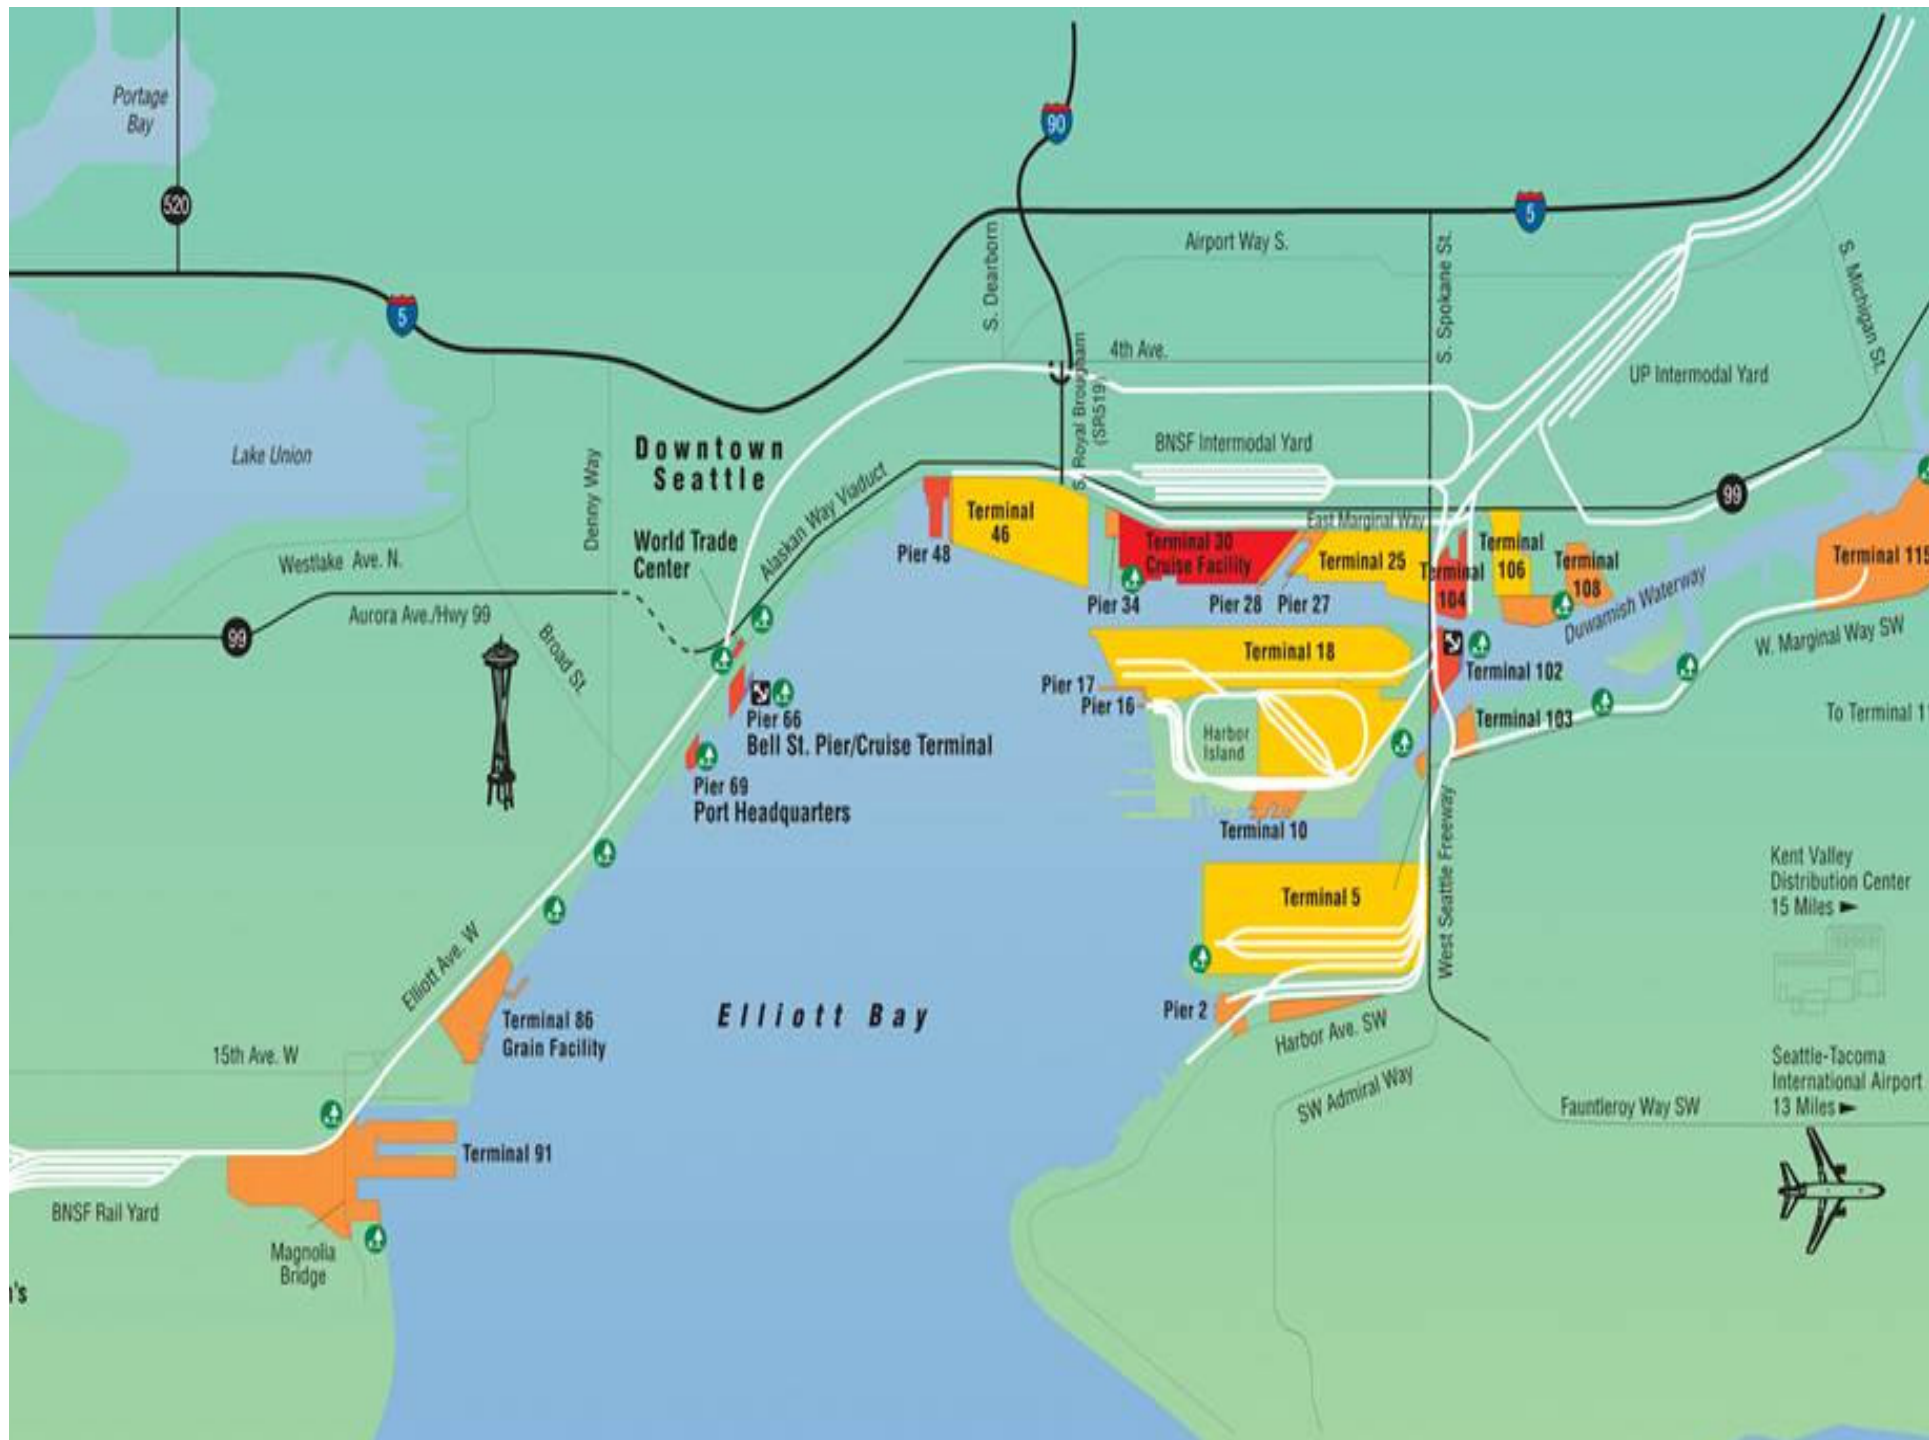 Portage
Bay
520
90
5
5
Airport Way S.
S. Dearborn
S. Spokane St.
S. Michigan St.
4th Ave.
S. Royal Brougham
(SR519)
UP Intermodal Yard
BNSF Intermodal Yard
Lake Union
Denny Way
Downtown
Seattle
Alaskan Way Viaduct
World Trade
Center
99
Westlake Ave. N.
Aurora Ave./Hwy 99
99
Broad St.
Pier 48
Terminal
46
Terminal 30
Cruise Facility
East Marginal Way
Terminal 25
Terminal
104
Terminal
106
Terminal
108
Terminal 115
Pier 34
Pier 28
Pier 27
Duwamish Waterway
W. Marginal Way SW
Terminal 18
Terminal 102
Pier 17
Pier 16
Harbor
Island
Terminal 103
To Terminal 1
Pier 66
Bell St. Pier/Cruise Terminal
Pier 69
Port Headquarters
Terminal 10
West Seattle Freeway
Terminal 5
Kent Valley
Distribution Center
15 Miles
Elliott Ave. W
Elliott Bay
Terminal 86
Grain Facility
Pier 2
Harbor Ave. SW
15th Ave. W
SW Admiral Way
Seattle-Tacoma
International Airport
13 Miles
Fauntleroy Way SW
Terminal 91
BNSF Rail Yard
Magnolia
Bridge
's